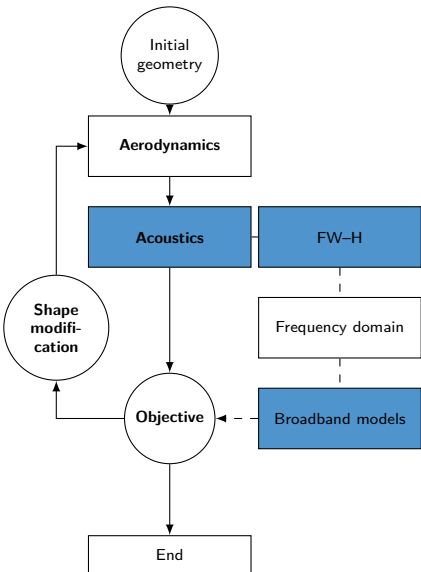 Initial
geometry
Aerodynamics
Acoustics
FW–H
Frequency domain
Shape
modifi-
cation
Objective
Broadband models
End